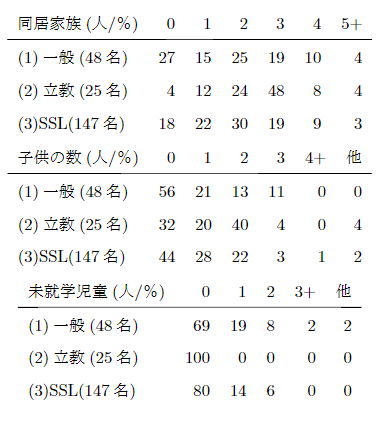 同居家族 (人/%) 0 1 2 3 4 5+
(1) 一般 (48 名) 27 15 25 19 10 4
(2) 立教 (25 名) 4 12 24 48 8 4
(3)SSL(147 名) 18 22 30 19 9 3
子供の数 (人/%) 0 1 2 3 4+ 他
(1) 一般 (48 名) 56 21 13 11 0 0
(2) 立教 (25 名) 32 20 40 4 0 4
(3)SSL(147 名) 44 28 22 3 1 2
未就学児童 (人/%) 0 1 2 3+ 他
(1) 一般 (48 名) 69 19 8 2 2
(2) 立教 (25 名) 100 0 0 0 0
(3)SSL(147 名) 80 14 6 0 0